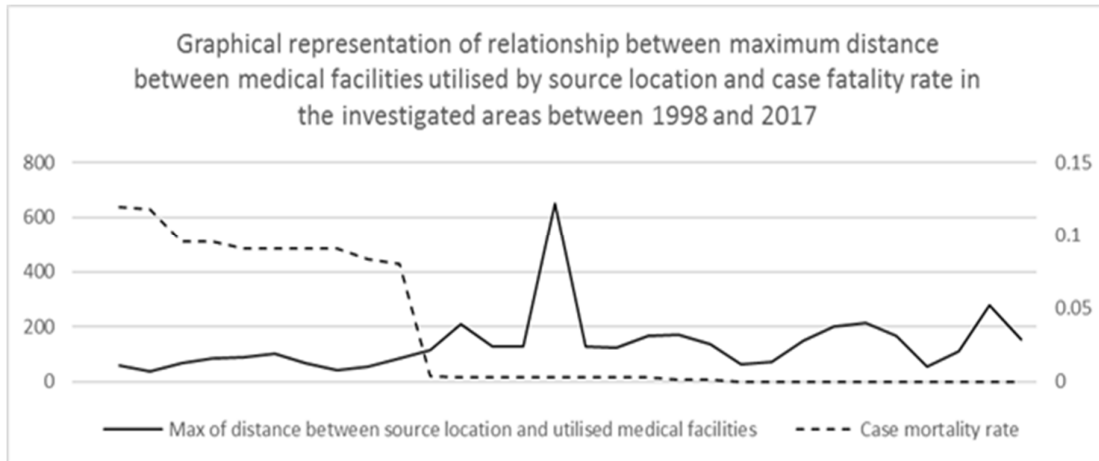 Graphical representation of relationship between maximum distance
between medical facilities utilised by source location and case fatality rate in
the investigated areas between 1998 and 2017
800 0.15
600 0.1
400
200 0.05
0 0
Max of distance between source location and utilised medical facilities Case mortality rate